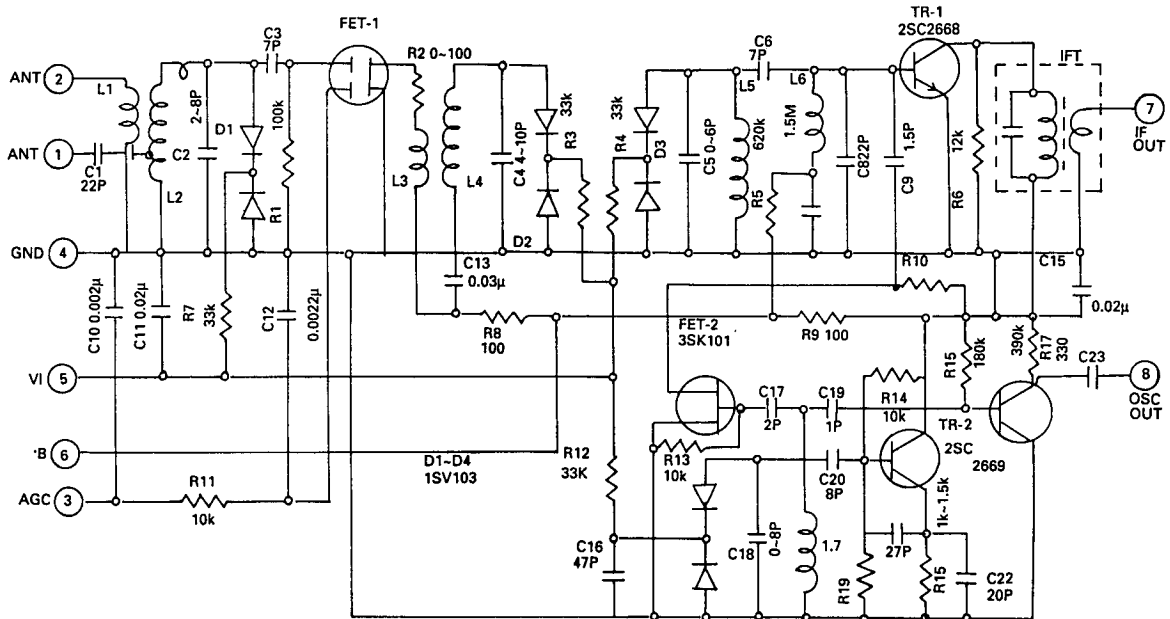 TR-1
2SC2668
FET-1
C3
7P
C6
7P
R2 0~100
IFT
ANT 2
L1
2~8P
100k
33k
33k
L5
L6
7
IF
OUT
D1
R3
R4
D3
620k
1.5M
1.5P
12k
ANT 1
C1
22P
C2
C4 4~10P
C5 0~6P
C822P
C9
L2
L3
L4
R1
R5
R6
GND 4
D2
C13
0.03μ
R10
C15
0.02μ
C10 0.002μ
C11 0.02μ
R7
33k
C12
0.0022μ
R8
100
FET-2
3SK101
R9 100
R15
180k
390k
R17
330
C23
8
OSC
OUT
VI 5
C17
2P
C19
1P
R14
10k
TR-2
2SC
2669
·B 6
D1~D4
1SV103
R12
33K
R13
10k
C20
8P
AGC 3
R11
10k
1k~1.5k
C16
47P
C18
0~8P
1.7
27P
R19
R15
C22
20P